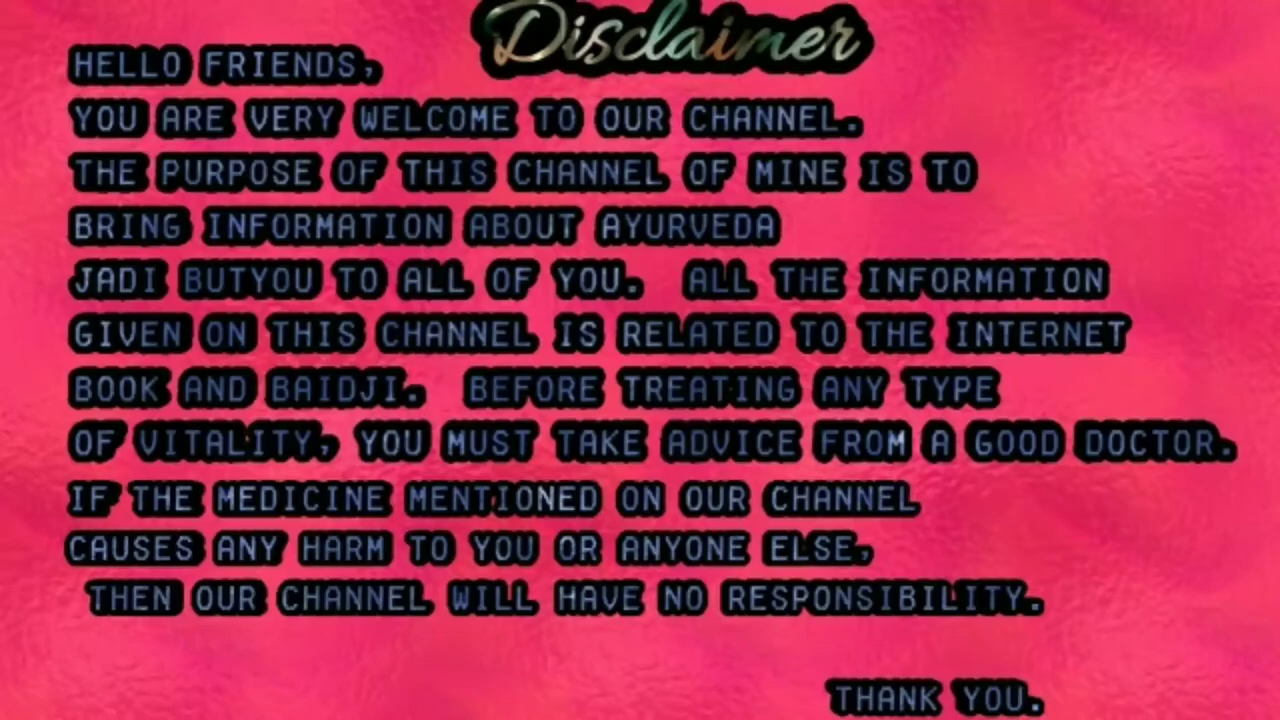 Disclaimer
HELLO FRIENDS,
YOU ARE VERY WELCOME TO OUR CHANNEL.
THE PURPOSE OF THIS CHANNEL OF MINE IS TO
BRING INFORMATION ABOUT AYURVEDA
JADI BUTYOU TO ALL OF YOU. ALL THE INFORMATION
GIVEN ON THIS CHANNEL IS RELATED TO THE INTERNET
BOOK AND BAIDJI. BEFORE TREATING ANY TYPE
OF VITALITY, YOU MUST TAKE ADVICE FROM A GOOD DOCTOR.
IF THE MEDICINE MENTIONED ON OUR CHANNEL
CAUSES ANY HARM TO YOU OR ANYONE ELSE,
THEN OUR CHANNEL WILL HAVE NO RESPONSIBILITY.
THANK YOU.